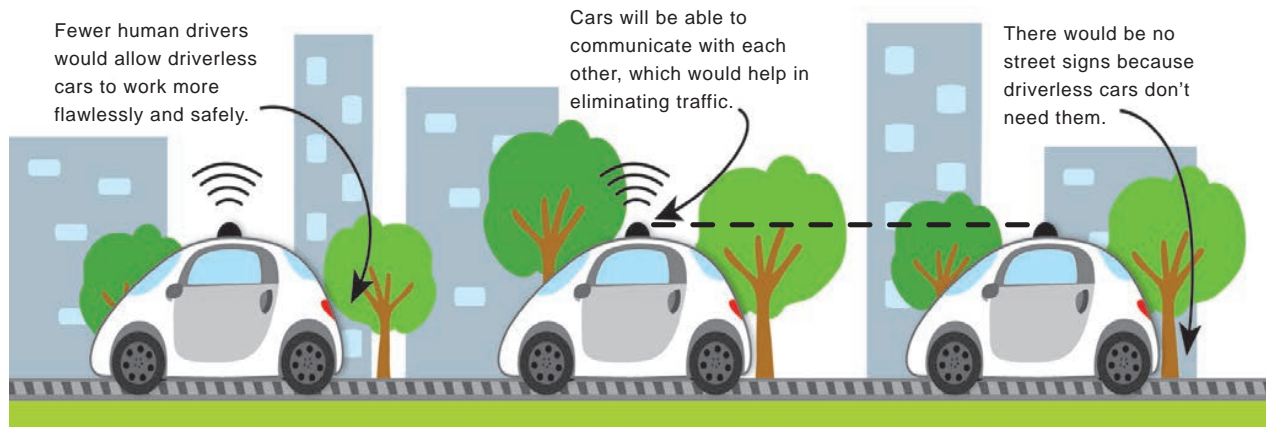 Fewer human drivers
would allow driverless
cars to work more
flawlessly and safely.
Cars will be able to
communicate with each
other, which would help in
eliminating traffic.
There would be no
street signs because
driverless cars don’t
need them.